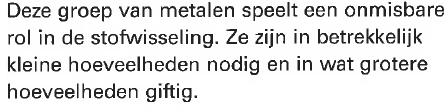 Deze groep van metalen speelt een onmisbare
rol in de stofwisseling. Ze zijn in betrekkelijk
kleine hoeveelheden nodig en in wat grotere
hoeveelheden giftig.